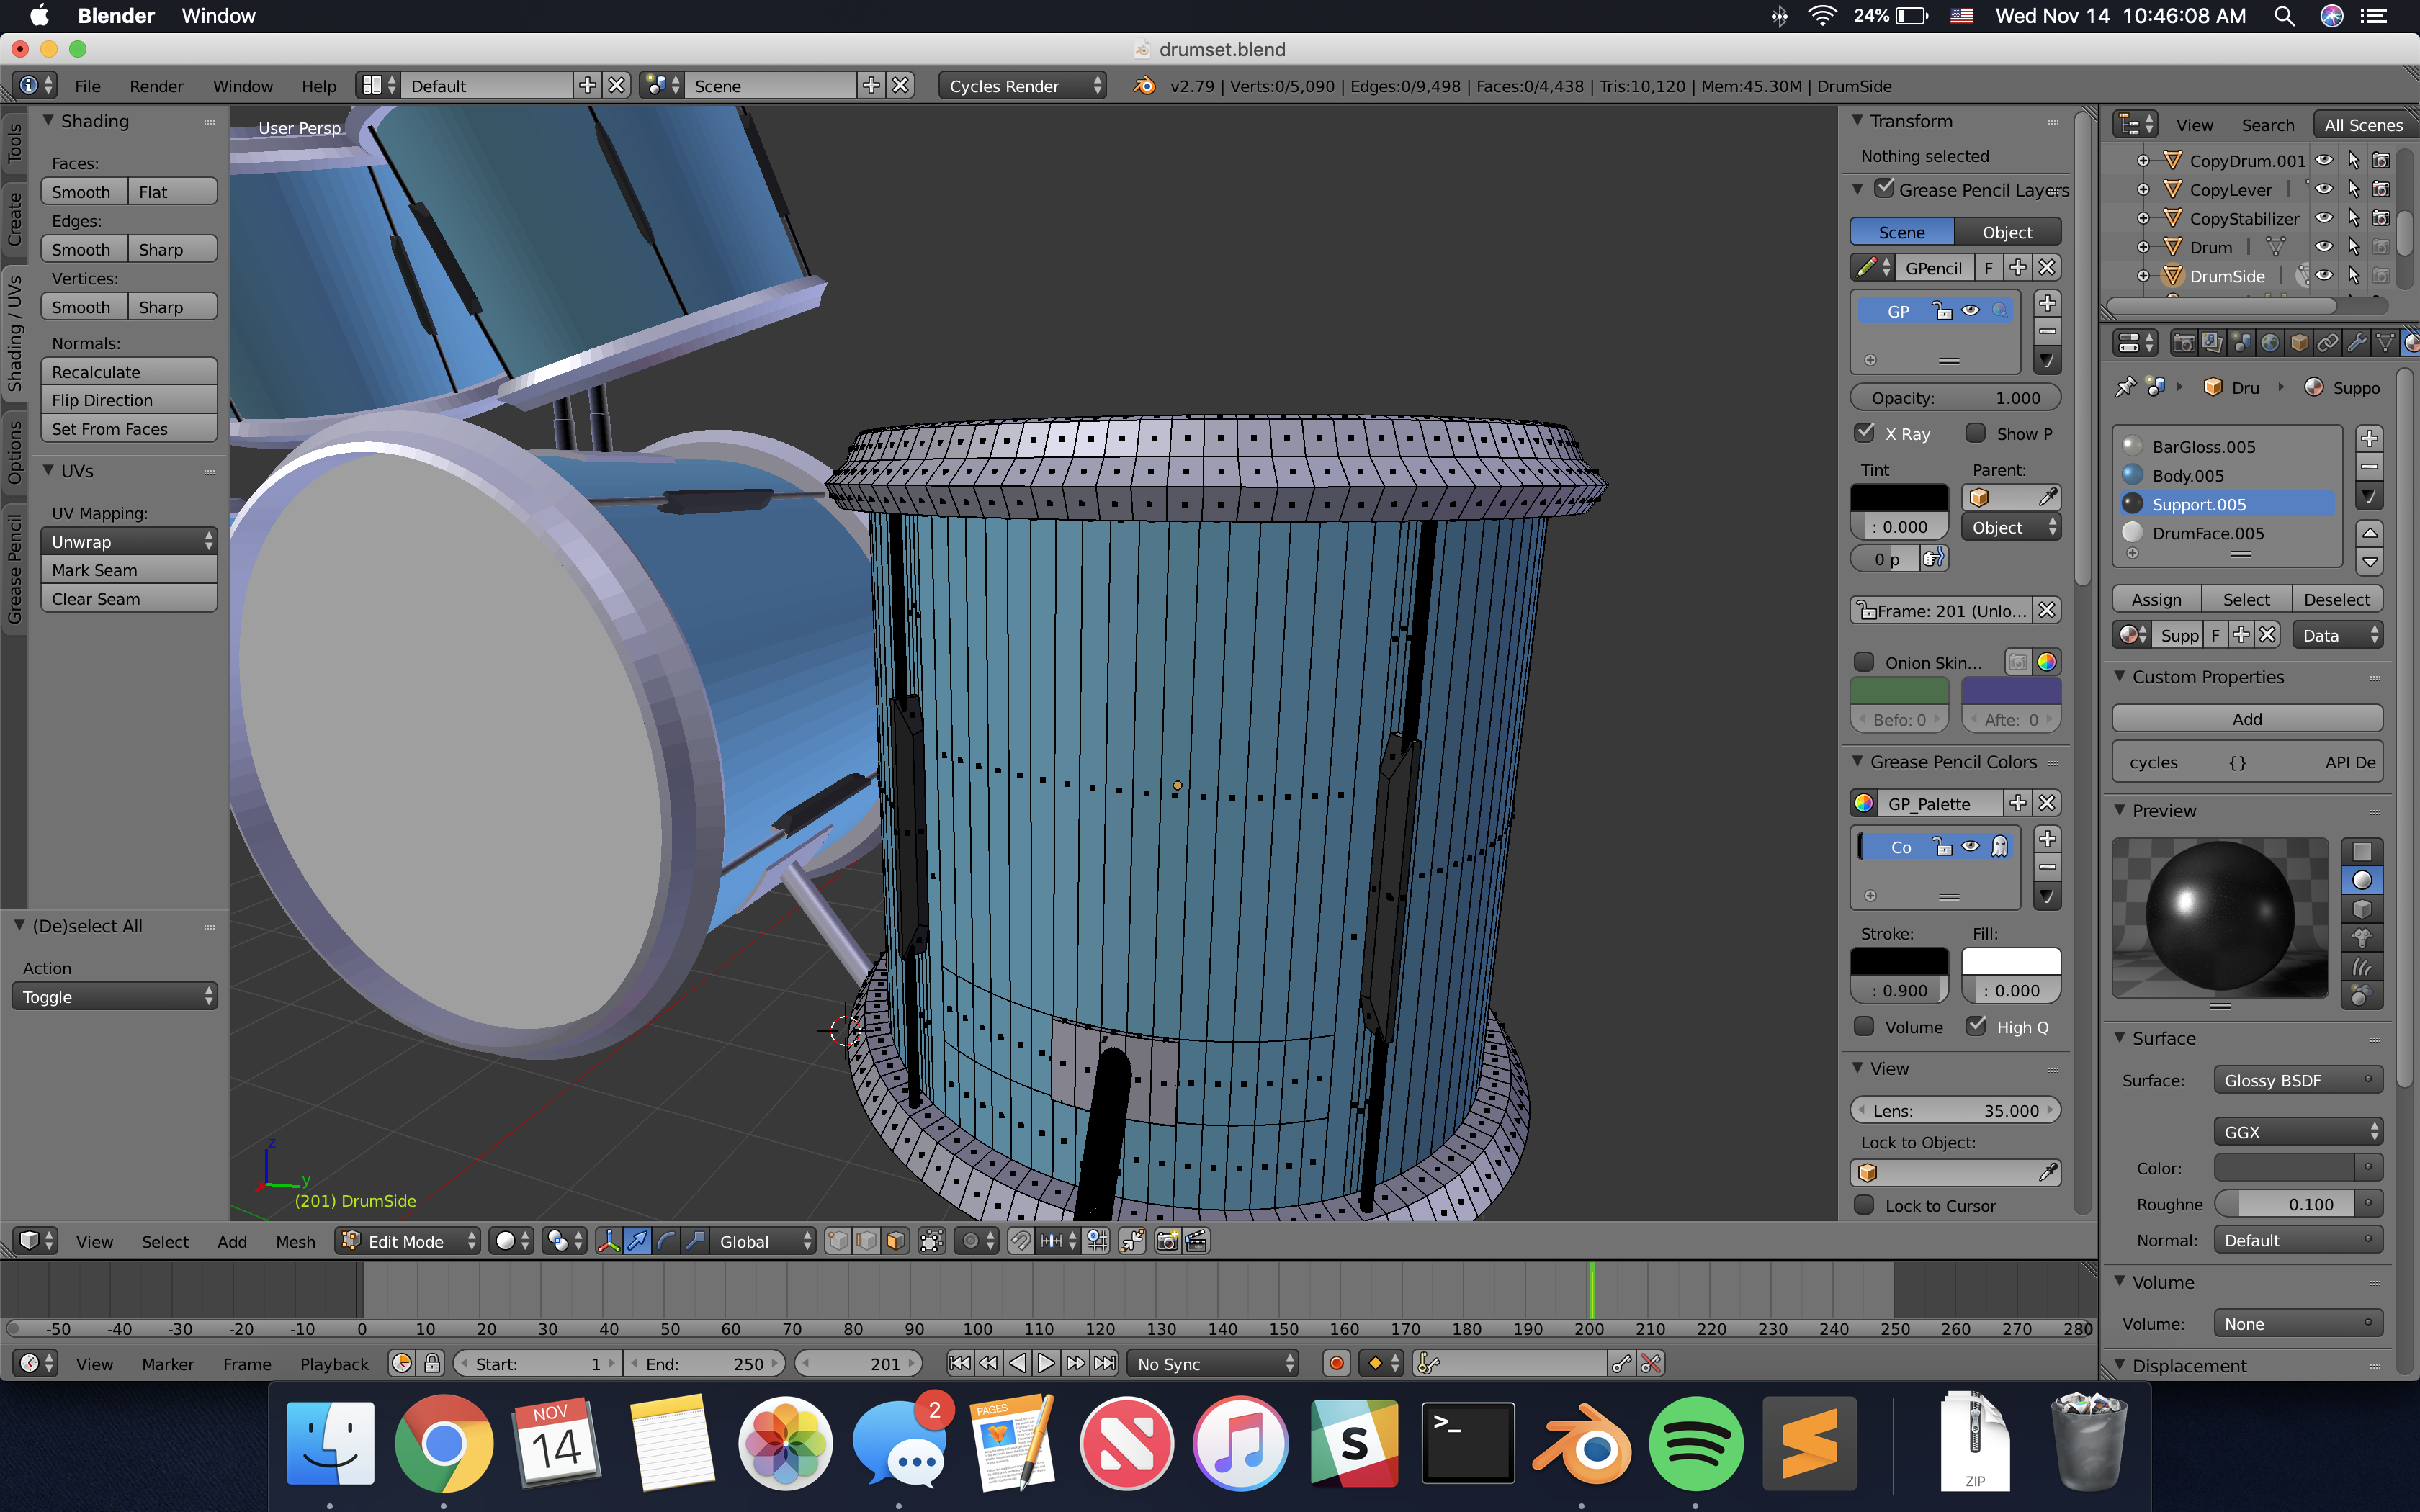 Blender Window 24% Wed Nov 14 10:46:08 AM
drumset.blend
File Render Window Help Default Scene Cycles Render v2.79 | Verts:0/5,090 | Edges:0/9,498 | Faces:0/4,438 | Tris:10,120 | Mem:45.30M | DrumSide
Tools
Create
Shading / UVs
Options
Grease Pencil
Shading
Faces:
Smooth Flat
Edges:
Smooth Sharp
Vertices:
Smooth Sharp
Normals:
Recalculate
Flip Direction
Set From Faces
UVs
UV Mapping:
Unwrap
Mark Seam
Clear Seam
(De)select All
Action
Toggle
User Persp
z
y
(201) DrumSide
Transform
Nothing selected
Grease Pencil Layers
Scene Object
GPencil F
GP
Opacity: 1.000
X Ray Show P
Tint Parent:
: 0.000 Object
0 p
Frame: 201 (Unlo...
Onion Skin...
Befo: 0 Afte: 0
Grease Pencil Colors
GP_Palette
Co
Stroke: Fill:
: 0.900 : 0.000
Volume High Q
View
Lens: 35.000
Lock to Object:
Lock to Cursor
View Search All Scenes
CopyDrum.001
CopyLever
CopyStabilizer
Drum
DrumSide
Dru Suppo
BarGloss.005
Body.005
Support.005
DrumFace.005
Assign Select Deselect
Supp F Data
Custom Properties
Add
cycles {} API De
Preview
Surface
Surface: Glossy BSDF
GGX
Color:
Roughne 0.100
Normal: Default
Volume
Volume: None
Displacement
View Select Add Mesh Edit Mode Global
-50 -40 -30 -20 -10 0 10 20 30 40 50 60 70 80 90 100 110 120 130 140 150 160 170 180 190 200 210 220 230 240 250 260 270 280
View Marker Frame Playback Start: 1 End: 250 201 No Sync
NOV
14
2
PAGES
S
>_
ZIP